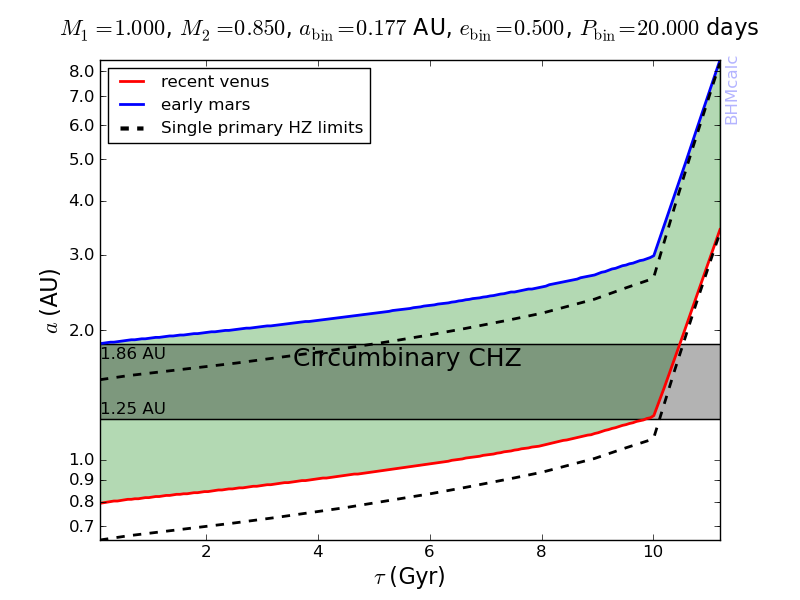 M₁ =1.000, M₂ =0.850, a_bin =0.177 AU, e_bin =0.500, P_bin =20.000 days
recent venus
early mars
Single primary HZ limits
BHMcalc
8.0
7.0
6.0
5.0
4.0
3.0
2.0
1.0
0.9
0.8
0.7
a (AU)
1.86 AU
Circumbinary CHZ
1.25 AU
2 4 6 8 10
τ (Gyr)